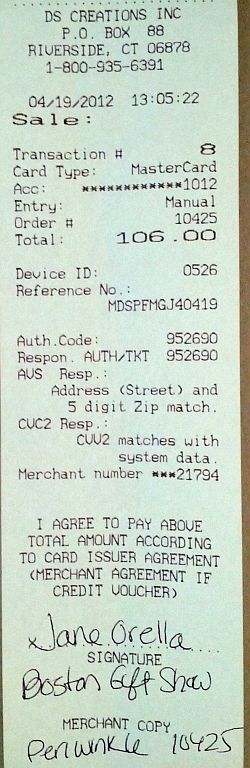 DS CREATIONS INC
P.O. BOX 88
RIVERSIDE, CT 06878
1-800-935-6391
04/19/2012 13:05:22
Sale:
Transaction # 8
Card Type: MasterCard
Acc: ************1012
Entry: Manual
Order # 10425
Total: 106.00
Device ID: 0526
Reference No.:
MDSPFMGJ40419
Auth.Code: 952690
Respon. AUTH/TKT 952690
AVS Resp.:
Address (Street) and
5 digit Zip match.
CVC2 Resp.:
CVV2 matches with
system data.
Merchant number ***21794
I AGREE TO PAY ABOVE
TOTAL AMOUNT ACCORDING
TO CARD ISSUER AGREEMENT
(MERCHANT AGREEMENT IF
CREDIT VOUCHER)
x Jane Orella
SIGNATURE
Boston Gift Show
MERCHANT COPY
Periwinkle 10425